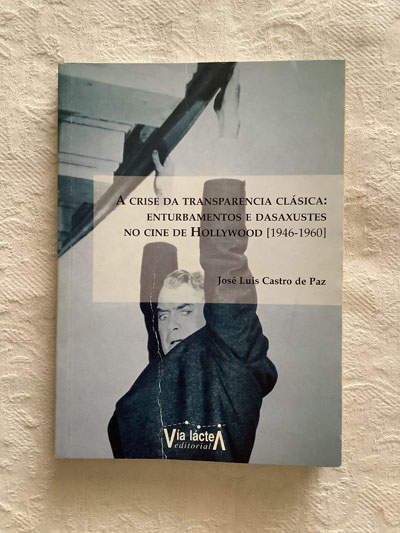 A CRISE DA TRANSPARENCIA CLÁSICA:
ENTURBAMENTOS E DASAXUSTES
NO CINE DE HOLLYWOOD [1946-1960]
José Luis Castro de Paz
Vía lácteA
editorial